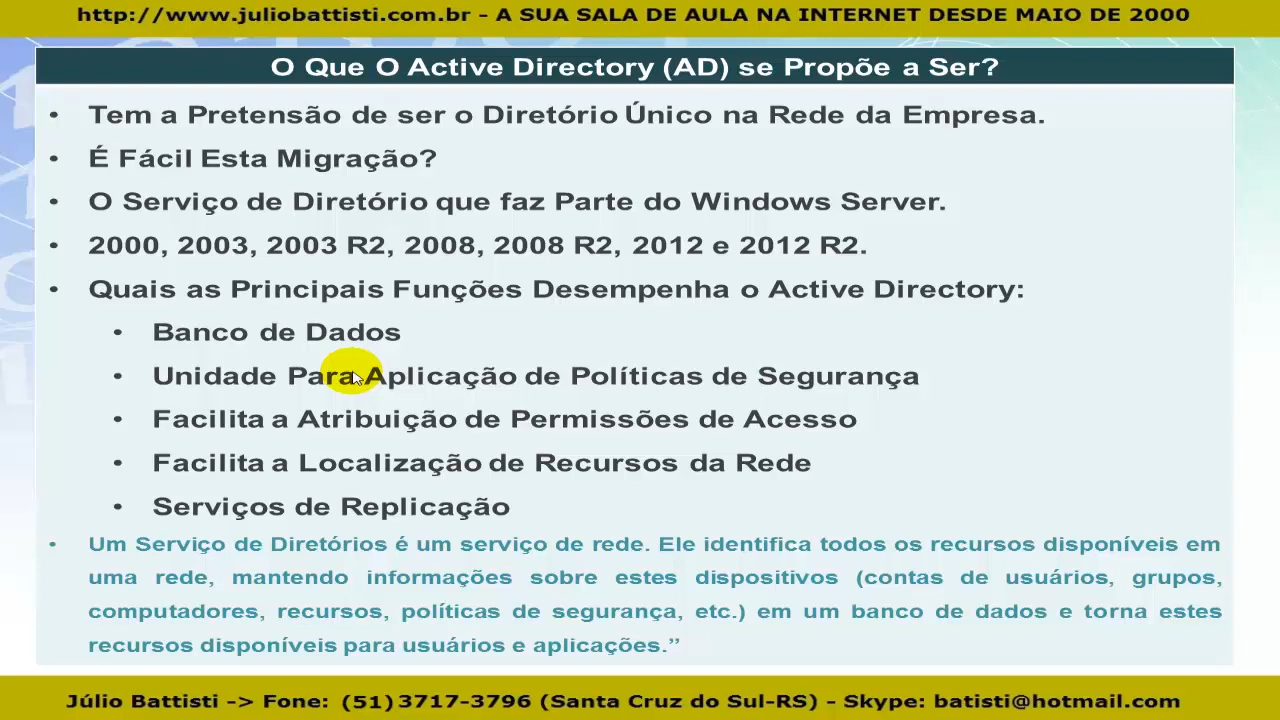 http://www.juliobattisti.com.br - A SUA SALA DE AULA NA INTERNET DESDE MAIO DE 2000
O Que O Active Directory (AD) se Propõe a Ser?
• Tem a Pretensão de ser o Diretório Único na Rede da Empresa.
• É Fácil Esta Migração?
• O Serviço de Diretório que faz Parte do Windows Server.
• 2000, 2003, 2003 R2, 2008, 2008 R2, 2012 e 2012 R2.
• Quais as Principais Funções Desempenha o Active Directory:
• Banco de Dados
• Unidade Para Aplicação de Políticas de Segurança
• Facilita a Atribuição de Permissões de Acesso
• Facilita a Localização de Recursos da Rede
• Serviços de Replicação
• Um Serviço de Diretórios é um serviço de rede. Ele identifica todos os recursos disponíveis em
uma rede, mantendo informações sobre estes dispositivos (contas de usuários, grupos,
computadores, recursos, políticas de segurança, etc.) em um banco de dados e torna estes
recursos disponíveis para usuários e aplicações.”
Júlio Battisti -> Fone: (51) 3717-3796 (Santa Cruz do Sul-RS) - Skype: batisti@hotmail.com